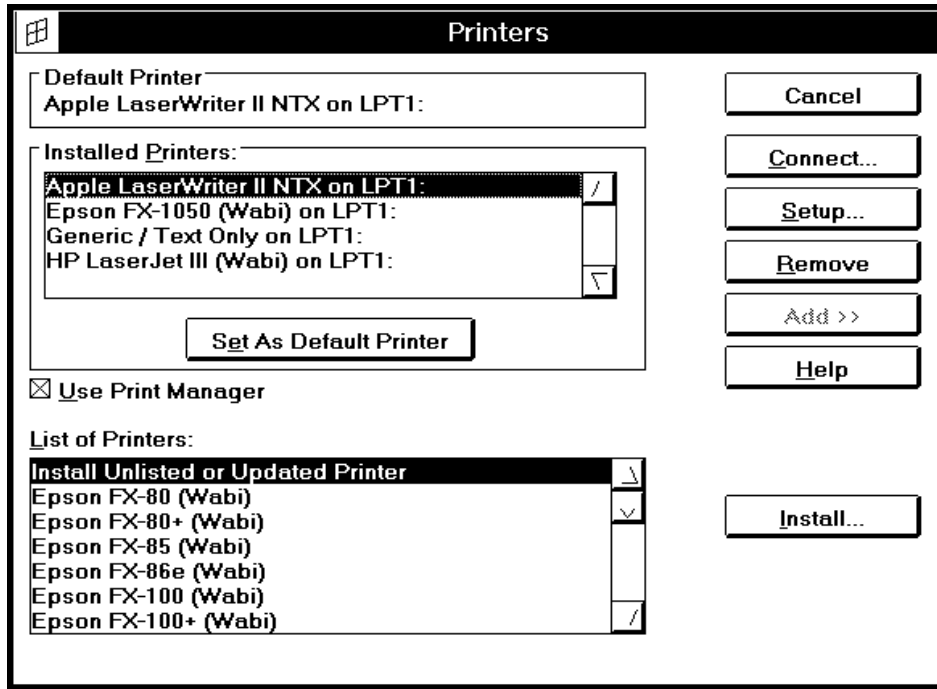 Printers
Default Printer
Apple LaserWriter II NTX on LPT1:
Installed Printers:
Apple LaserWriter II NTX on LPT1:
Epson FX-1050 (Wabi) on LPT1:
Generic / Text Only on LPT1:
HP LaserJet III (Wabi) on LPT1:
Set As Default Printer
Use Print Manager
List of Printers:
Install Unlisted or Updated Printer
Epson FX-80 (Wabi)
Epson FX-80+ (Wabi)
Epson FX-85 (Wabi)
Epson FX-86e (Wabi)
Epson FX-100 (Wabi)
Epson FX-100+ (Wabi)
Cancel
Connect...
Setup...
Remove
Add >>
Help
Install...